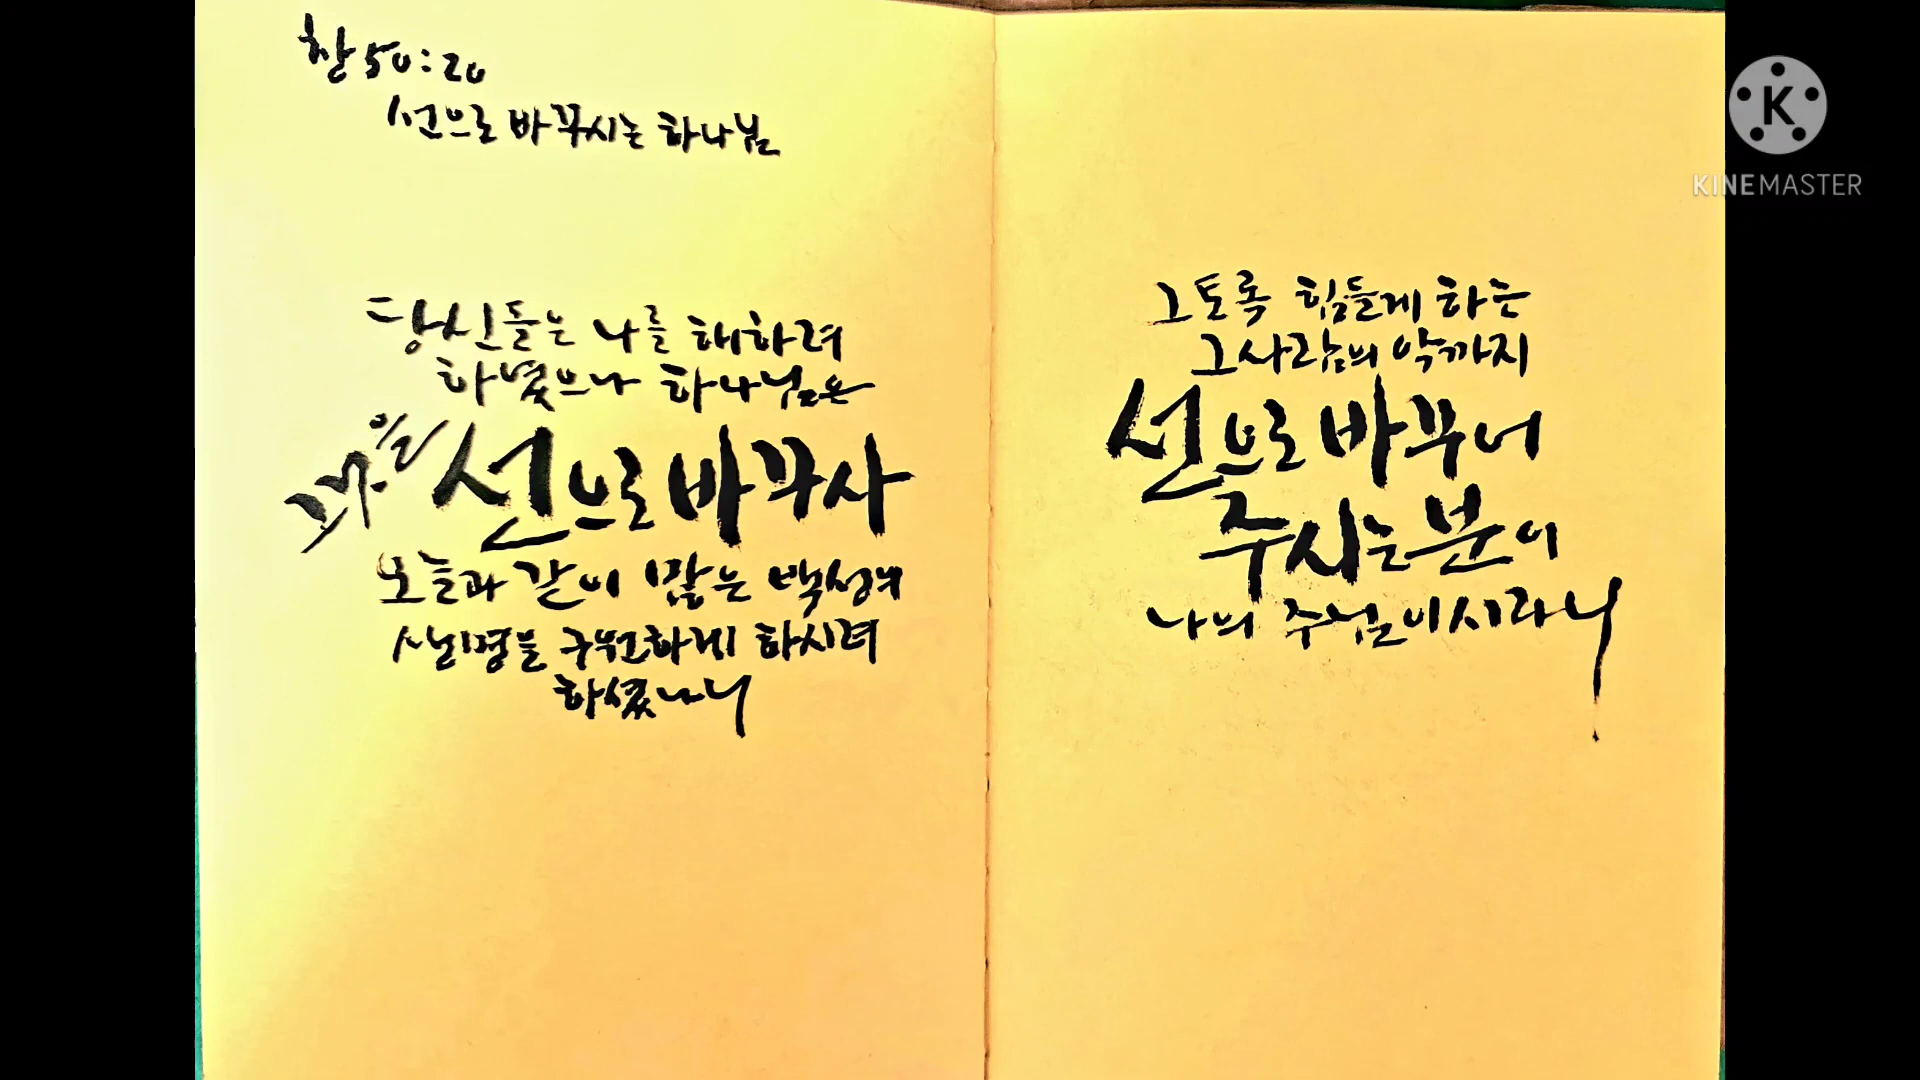 창 50:20
선으로 바꾸시는 하나님
당신들은 나를 해하려
하였으나 하나님은
그것을 선으로 바꾸사
오늘과 같이 많은 백성의
생명을 구원하게 하시려
하셨나니
그토록 힘들게 하는
그 사람의 악까지
선으로 바꾸어
주시는 분이
나의 주님이시라니
K
KINEMASTER